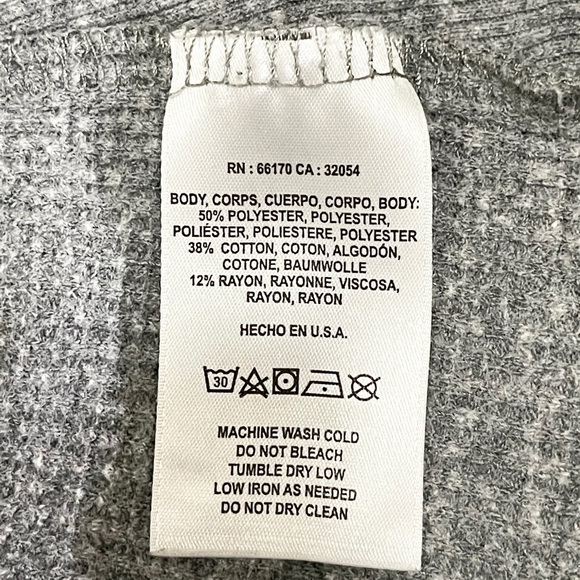 RN : 66170 CA : 32054
BODY, CORPS, CUERPO, CORPO, BODY:
50% POLYESTER, POLYESTER,
POLIÉSTER, POLIESTERE, POLYESTER
38% COTTON, COTON, ALGODÓN,
COTONE, BAUMWOLLE
12% RAYON, RAYONNE, VISCOSA,
RAYON, RAYON
HECHO EN U.S.A.
30
MACHINE WASH COLD
DO NOT BLEACH
TUMBLE DRY LOW
LOW IRON AS NEEDED
DO NOT DRY CLEAN